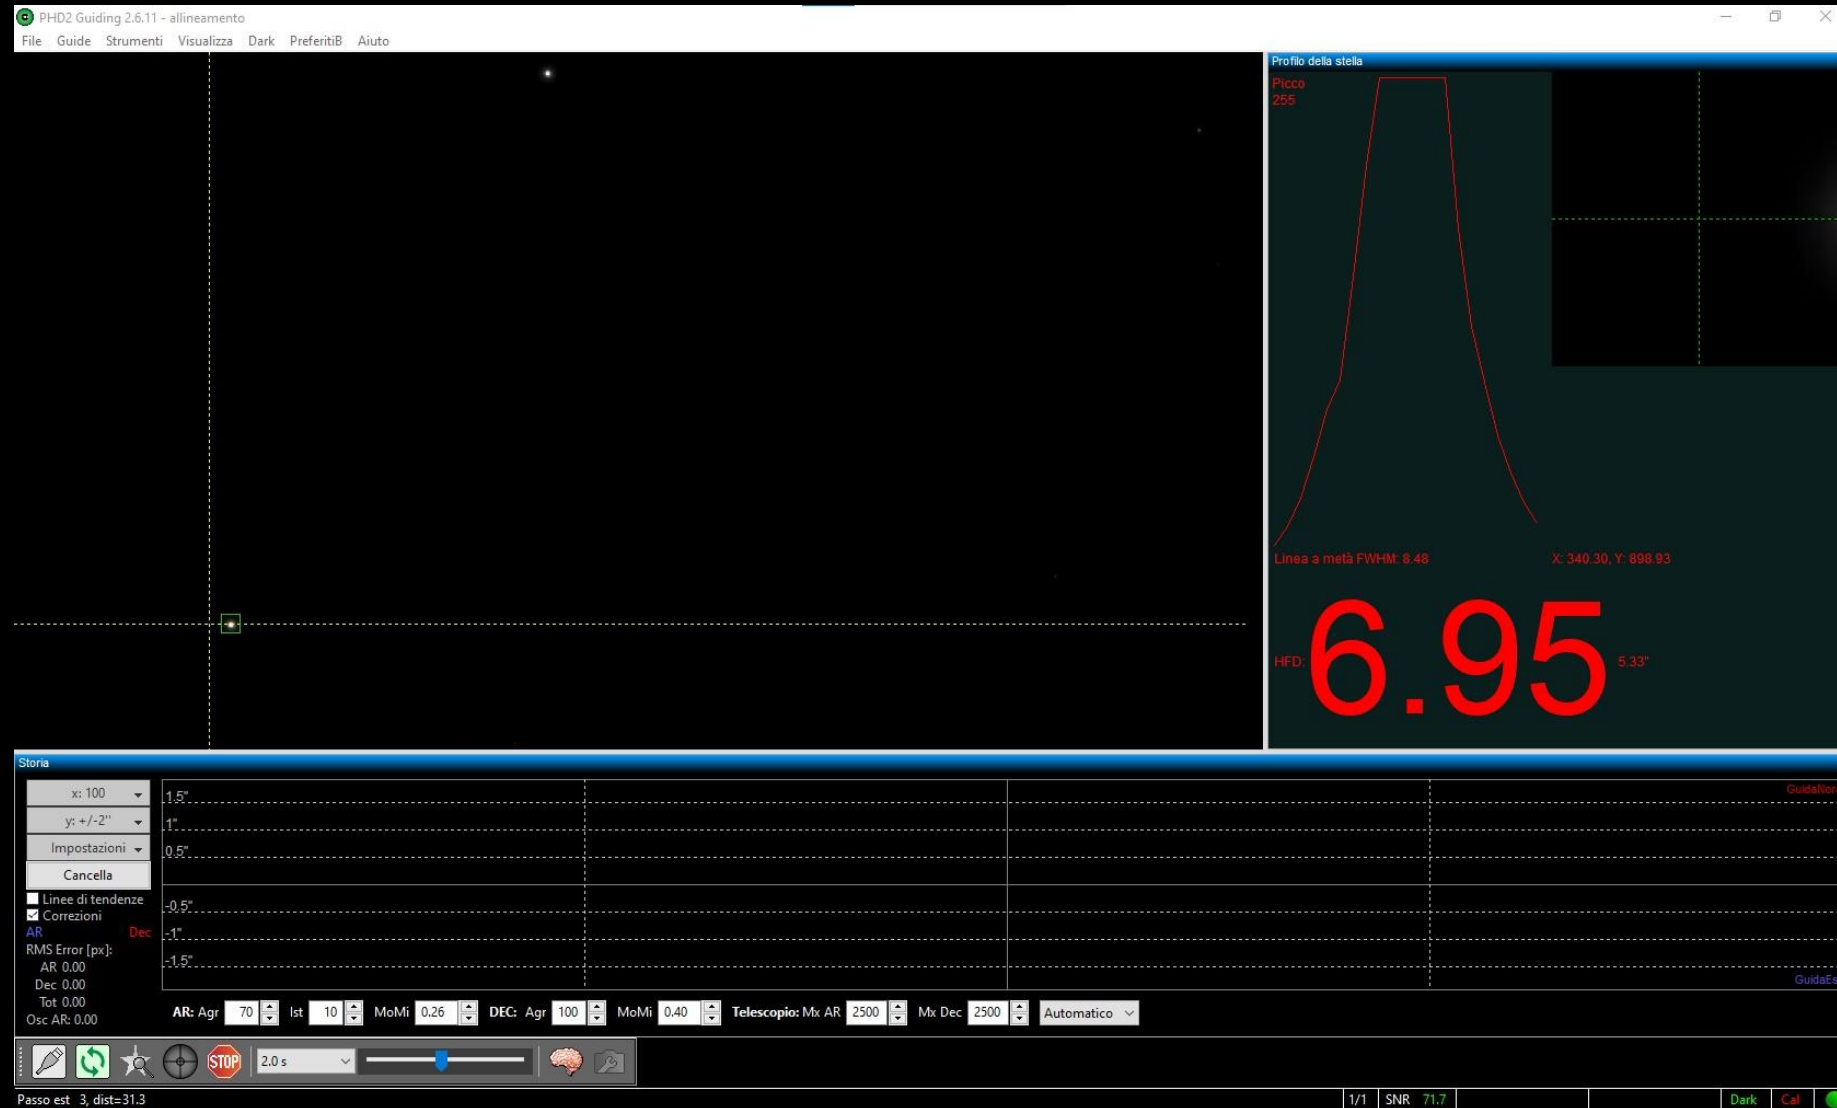 PHD2 Guiding 2.6.11 - allineamento
File Guide Strumenti Visualizza Dark PreferitiB Aiuto
Profilo della stella
Picco
255
Linea a metà FWHM: 8.48 X: 340.30, Y: 898.93
HFD: 6.95 5.33"
Storia
x: 100
y: +/-2''
Impostazioni
Cancella
Linee di tendenze
Correzioni
AR Dec
RMS Error [px]:
AR 0.00
Dec 0.00
Tot 0.00
Osc AR: 0.00
1.5"
1"
0.5"
-0.5"
-1"
-1.5"
GuidaNor
GuidaEs
AR: Agr 70 Ist 10 MoMi 0.26 DEC: Agr 100 MoMi 0.40 Telescopio: Mx AR 2500 Mx Dec 2500 Automatico
STOP 2.0 s
Passo est 3, dist=31.3 1/1 SNR 71.7 Dark Cal